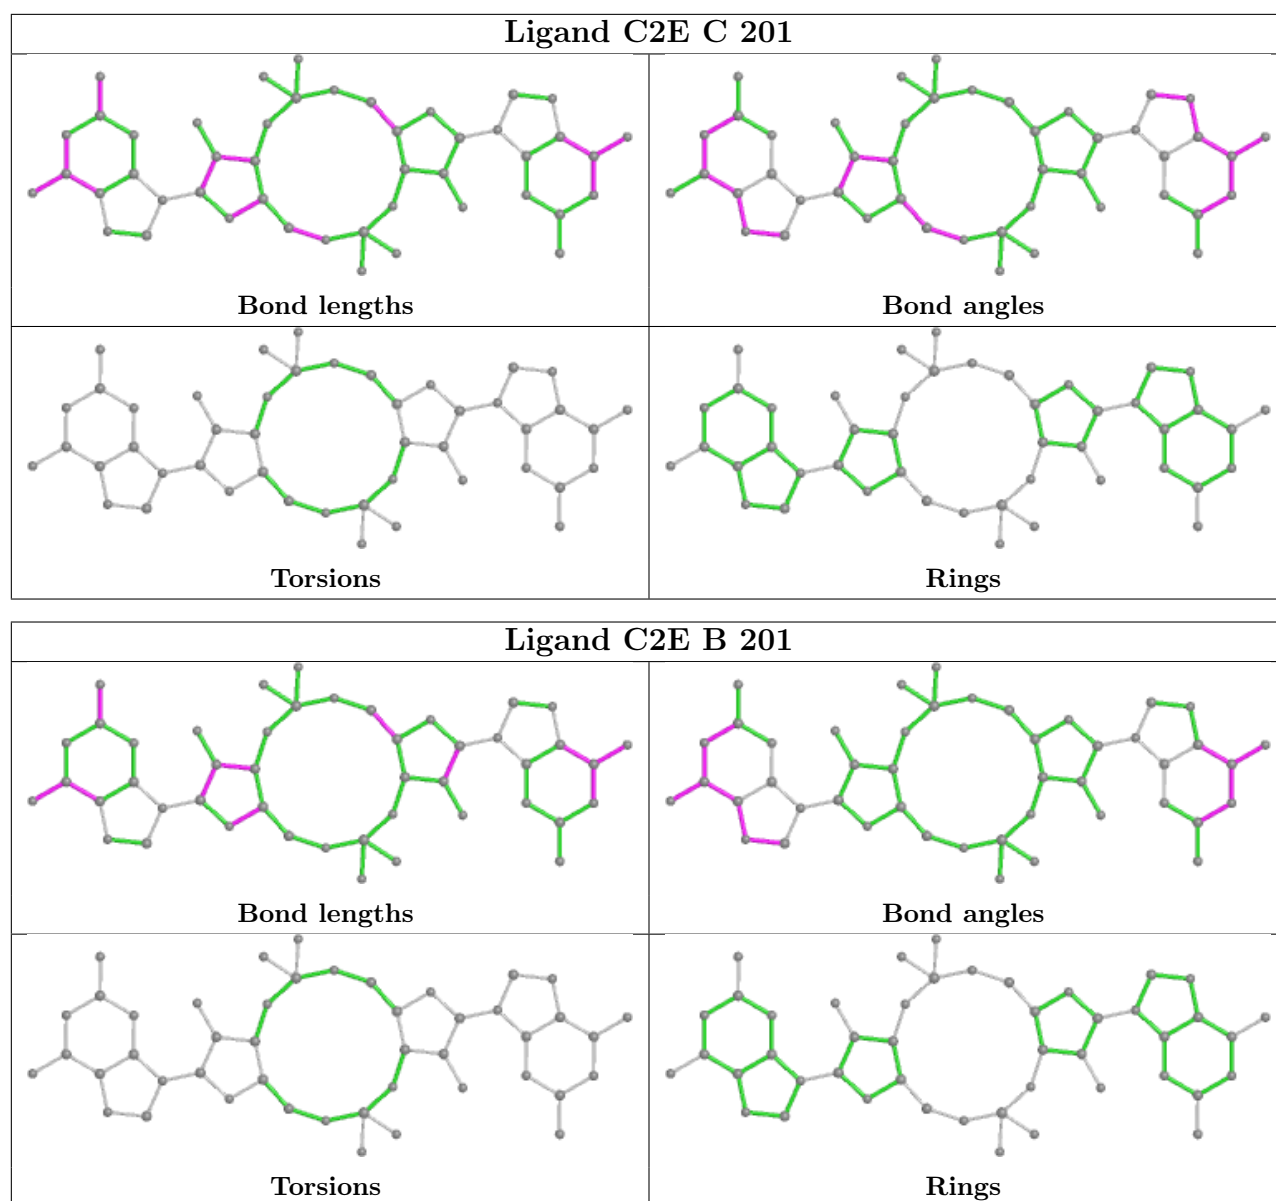 Ligand C2E C 201
Bond lengths
Bond angles
Torsions
Rings
Ligand C2E B 201
Bond lengths
Bond angles
Torsions
Rings